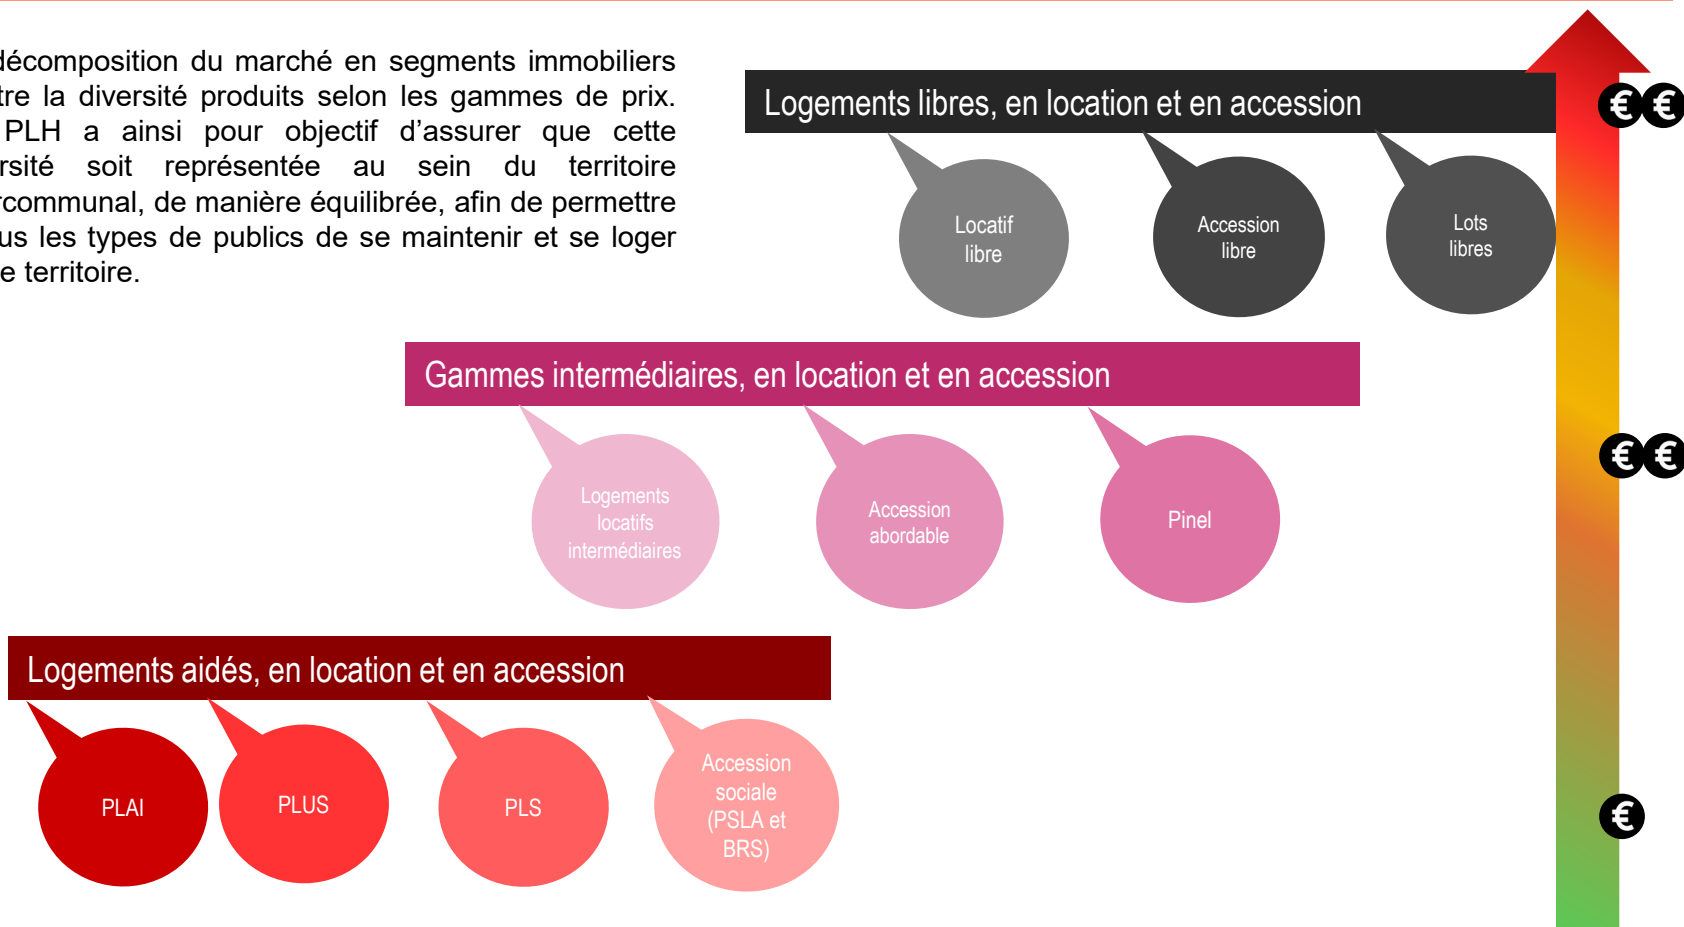 décomposition du marché en segments immobiliers
la diversité produits selon les gammes de prix.
PLH a ainsi pour objectif d'assurer que cette
soit représentée au sein du territoire
de manière équilibrée, afin de permettre
les types de publics de se maintenir et se loger
territoire.
Logements libres, en location et en accession
€ €
Locatif
libre
Accession
libre
Lots
libres
Gammes intermédiaires, en location et en accession
€ €
Logements
locatifs
intermédiaires
Accession
abordable
Pinel
Logements aidés, en location et en accession
PLAI
PLUS
PLS
Accession
sociale
(PSLA et
BRS)
€